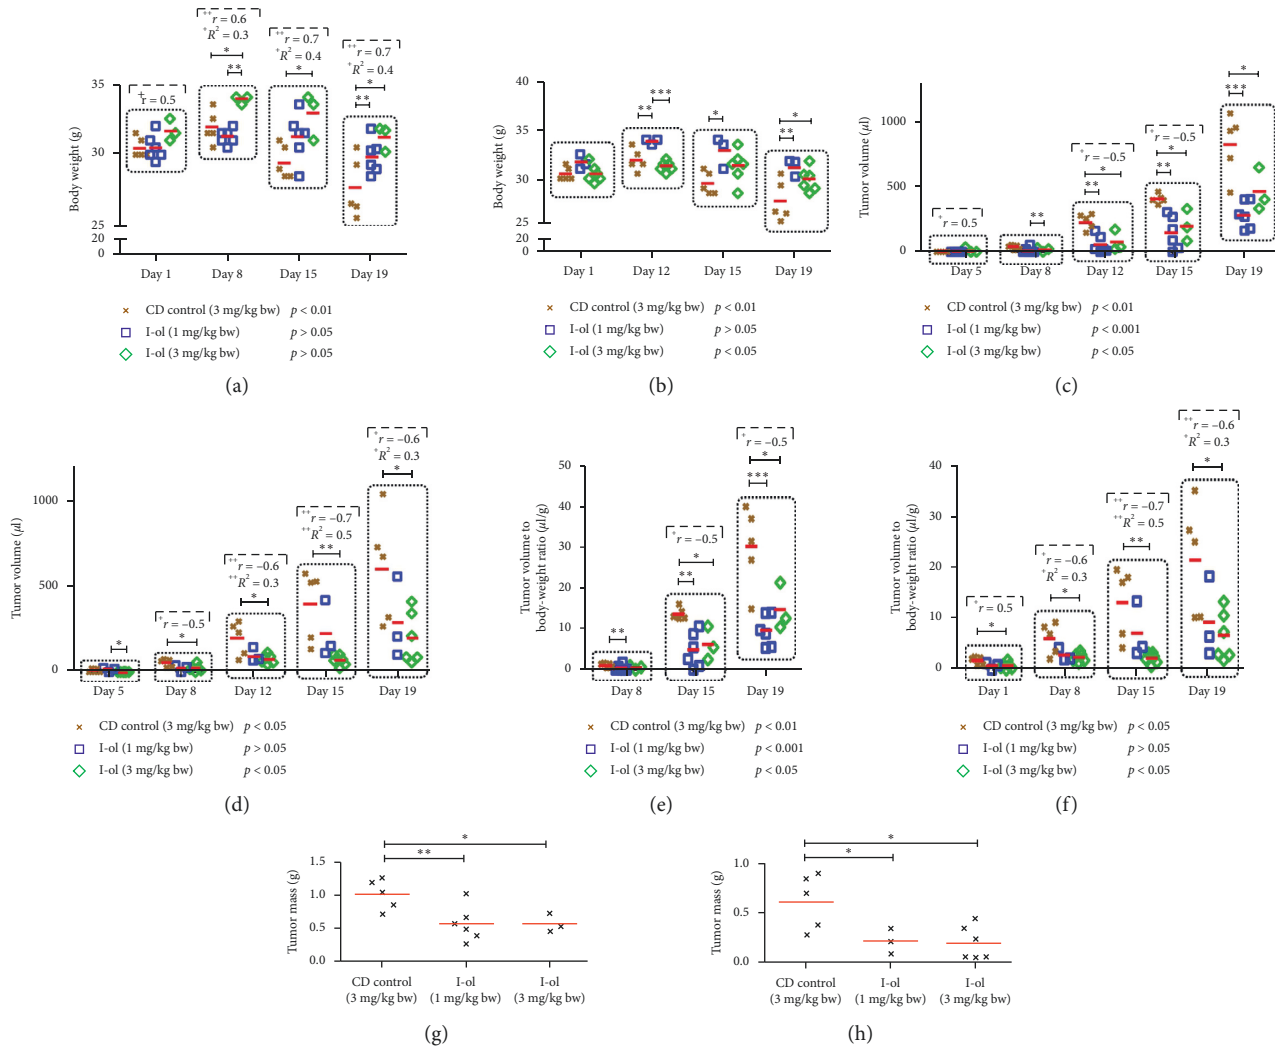 ++r = 0.6
+R² = 0.3
*
**
++r = 0.7
+R² = 0.4
*
++r = 0.7
+R² = 0.4
*
**
+r = 0.5
35
30
25
20
0
Body weight (g)
Day 1 Day 8 Day 15 Day 19
CD control (3 mg/kg bw) p < 0.01
I-ol (1 mg/kg bw) p > 0.05
I-ol (3 mg/kg bw) p > 0.05
(a)
40
35
30
25
20
0
Body weight (g)
***
**
*
*
**
Day 1 Day 12 Day 15 Day 19
CD control (3 mg/kg bw) p < 0.01
I-ol (1 mg/kg bw) p > 0.05
I-ol (3 mg/kg bw) p < 0.05
(b)
1000
500
0
Tumor volume (µl)
+r = 0.5
**
+r = −0.5
*
**
+r = −0.5
*
**
*
***
Day 5 Day 8 Day 12 Day 15 Day 19
CD control (3 mg/kg bw) p < 0.01
I-ol (1 mg/kg bw) p < 0.001
I-ol (3 mg/kg bw) p < 0.05
(c)
1000
500
0
Tumor volume (µl)
*
+r = −0.5
*
++r = −0.6
++R² = 0.3
*
++r = −0.7
++R² = 0.5
**
+r = −0.6
+R² = 0.3
*
Day 5 Day 8 Day 12 Day 15 Day 19
CD control (3 mg/kg bw) p < 0.05
I-ol (1 mg/kg bw) p > 0.05
I-ol (3 mg/kg bw) p < 0.05
(d)
50
40
30
20
10
0
Tumor volume to
body-weight ratio (µl/g)
**
+r = −0.5
*
**
+r = −0.5
*
***
Day 8 Day 15 Day 19
CD control (3 mg/kg bw) p < 0.01
I-ol (1 mg/kg bw) p < 0.001
I-ol (3 mg/kg bw) p < 0.05
(e)
40
30
20
10
0
Tumor volume to
body-weight ratio (µl/g)
+r = 0.5
*
+r = −0.6
+R² = 0.3
*
++r = −0.7
++R² = 0.5
**
++r = −0.6
+R² = 0.3
*
Day 1 Day 8 Day 15 Day 19
CD control (3 mg/kg bw) p < 0.05
I-ol (1 mg/kg bw) p > 0.05
I-ol (3 mg/kg bw) p < 0.05
(f)
*
**
1.5
1.0
0.5
0.0
Tumor mass (g)
CD control I-ol I-ol
(3 mg/kg bw) (1 mg/kg bw) (3 mg/kg bw)
(g)
*
*
1.0
0.5
0.0
Tumor mass (g)
CD control I-ol I-ol
(3 mg/kg bw) (1 mg/kg bw) (3 mg/kg bw)
(h)